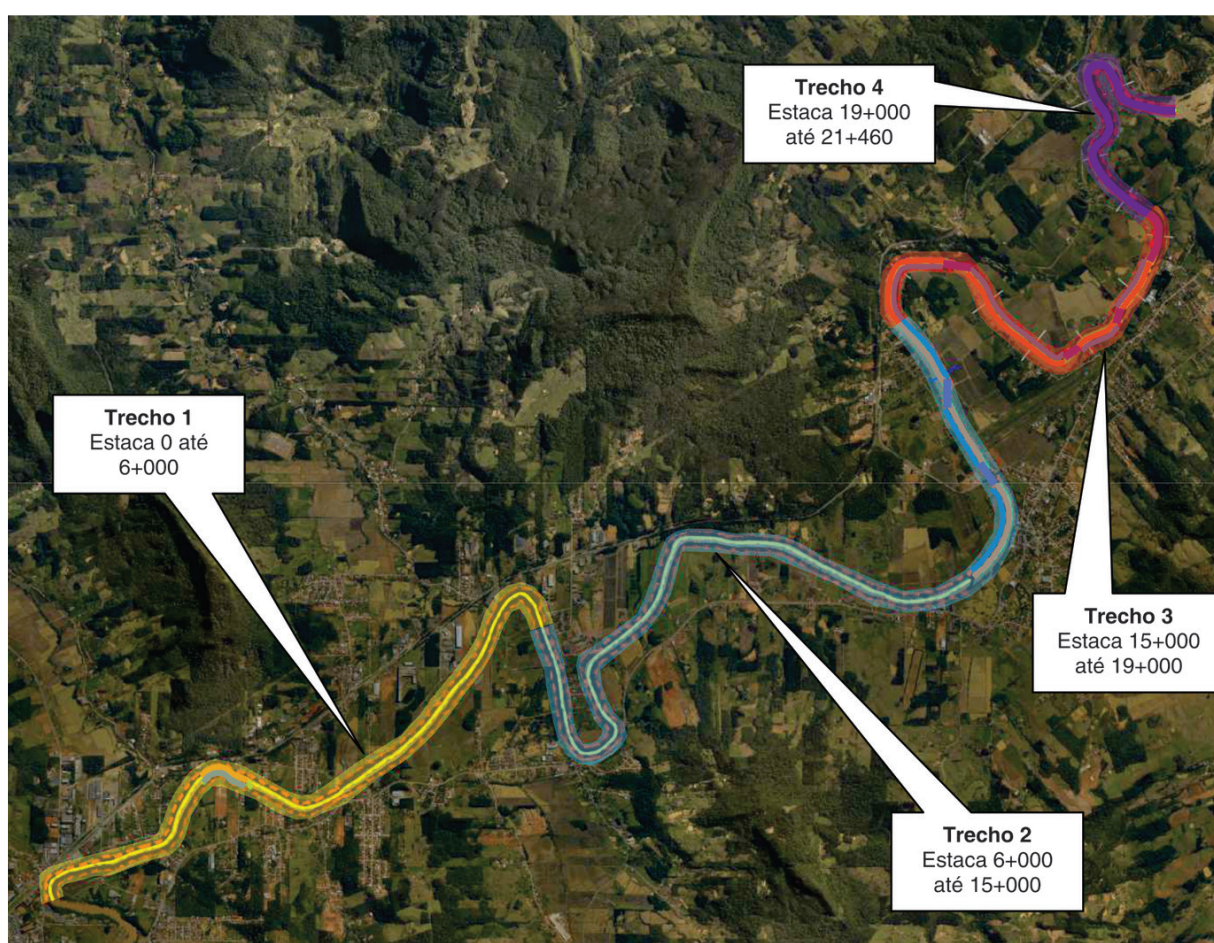 Trecho 4
Estaca 19+000
até 21+460
Trecho 1
Estaca 0 até
6+000
Trecho 3
Estaca 15+000
até 19+000
Trecho 2
Estaca 6+000
até 15+000